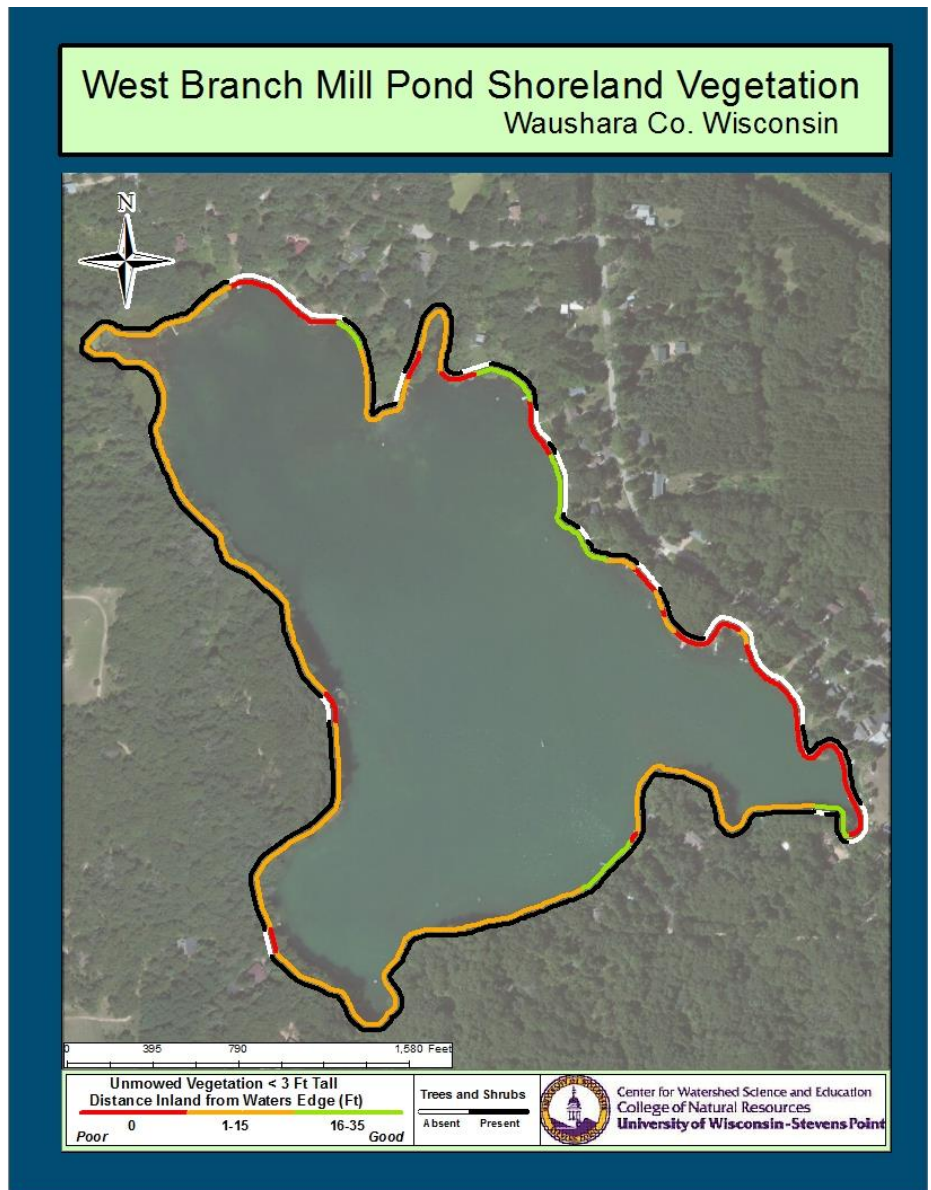 West Branch Mill Pond Shoreland Vegetation
Waushara Co. Wisconsin
N
0 395 790 1,580 Feet
Unmowed Vegetation < 3 Ft Tall
Distance Inland from Waters Edge (Ft)
0 1-15 16-35
Poor Good
Trees and Shrubs
Absent Present
Center for Watershed Science and Education
College of Natural Resources
University of Wisconsin - Stevens Point